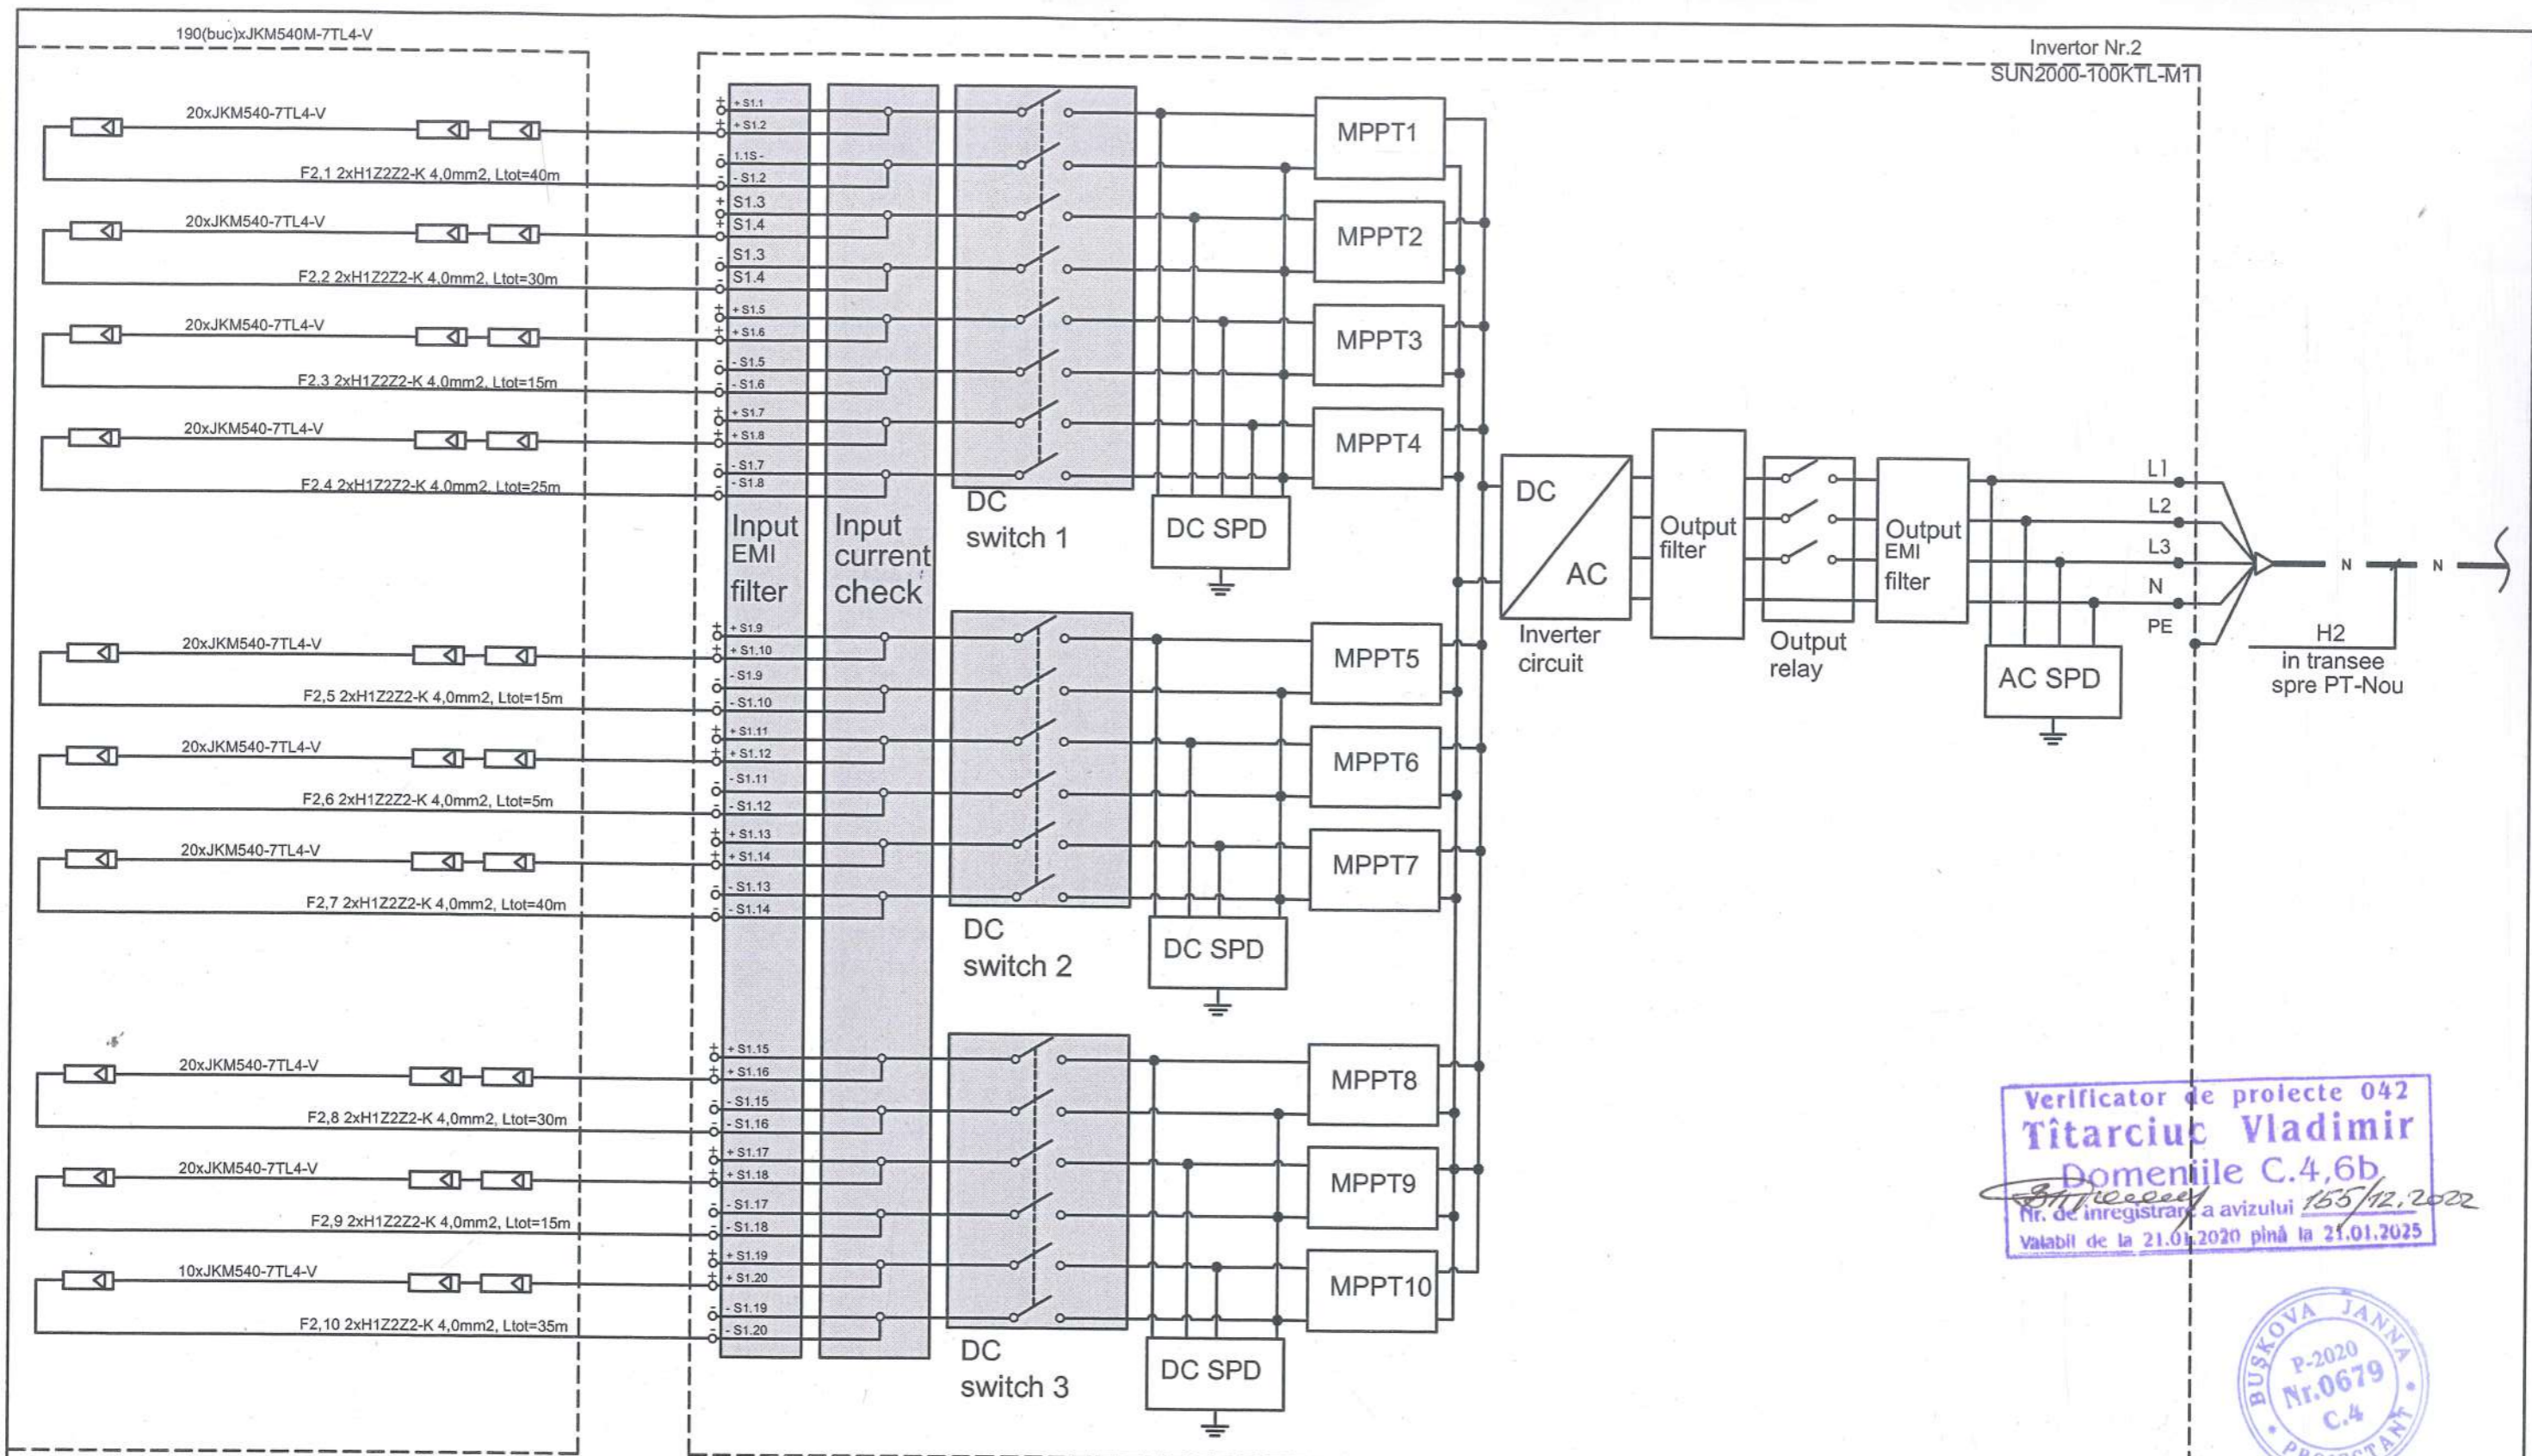 190(buc)xJKM540M-7TL4-V
Invertor Nr.2
SUN2000-100KTL-M1
20xJKM540-7TL4-V
F2,1 2xH1Z2Z2-K 4,0mm2, Ltot=40m
20xJKM540-7TL4-V
F2,2 2xH1Z2Z2-K 4,0mm2, Ltot=30m
20xJKM540-7TL4-V
F2.3 2xH1Z2Z2-K 4.0mm2, Ltot=15m
20xJKM540-7TL4-V
F2.4 2xH1Z2Z2-K 4.0mm2. Ltot=25m
20xJKM540-7TL4-V
F2,5 2xH1Z2Z2-K 4,0mm2, Ltot=15m
20xJKM540-7TL4-V
F2,6 2xH1Z2Z2-K 4,0mm2, Ltot=5m
20xJKM540-7TL4-V
F2,7 2xH1Z2Z2-K 4,0mm2, Ltot=40m
20xJKM540-7TL4-V
F2,8 2xH1Z2Z2-K 4,0mm2, Ltot=30m
20xJKM540-7TL4-V
F2,9 2xH1Z2Z2-K 4,0mm2, Ltot=15m
10xJKM540-7TL4-V
F2,10 2xH1Z2Z2-K 4,0mm2, Ltot=35m
+ S1.1
+ S1.2
1.1S -
- S1.2
+ S1.3
+ S1.4
- S1.3
- S1.4
+ S1.5
+ S1.6
- S1.5
- S1.6
+ S1.7
+ S1.8
- S1.7
- S1.8
Input
EMI
filter
+ S1.9
+ S1.10
- S1.9
- S1.10
+ S1.11
+ S1.12
- S1.11
- S1.12
+ S1.13
+ S1.14
- S1.13
- S1.14
+ S1.15
+ S1.16
- S1.15
- S1.16
+ S1.17
+ S1.18
- S1.17
- S1.18
+ S1.19
+ S1.20
- S1.19
- S1.20
Input
current
check
DC
switch 1
DC
switch 2
DC
switch 3
DC SPD
DC SPD
DC SPD
MPPT1
MPPT2
MPPT3
MPPT4
MPPT5
MPPT6
MPPT7
MPPT8
MPPT9
MPPT10
DC
AC
Inverter
circuit
Output
filter
Output
relay
Output
EMI
filter
L1
L2
L3
N
PE
AC SPD
N
N
H2
in transee
spre PT-Nou
Verificator de proiecte 042
Tîtarciuc Vladimir
Domeniile C.4,6b
Nr. de inregistrare a avizului 155/12.2022
Valabil de la 21.01.2020 pînă la 21.01.2025
BUȘKOVA JANNA
P-2020
Nr.0679
C.4
PROIECTANT